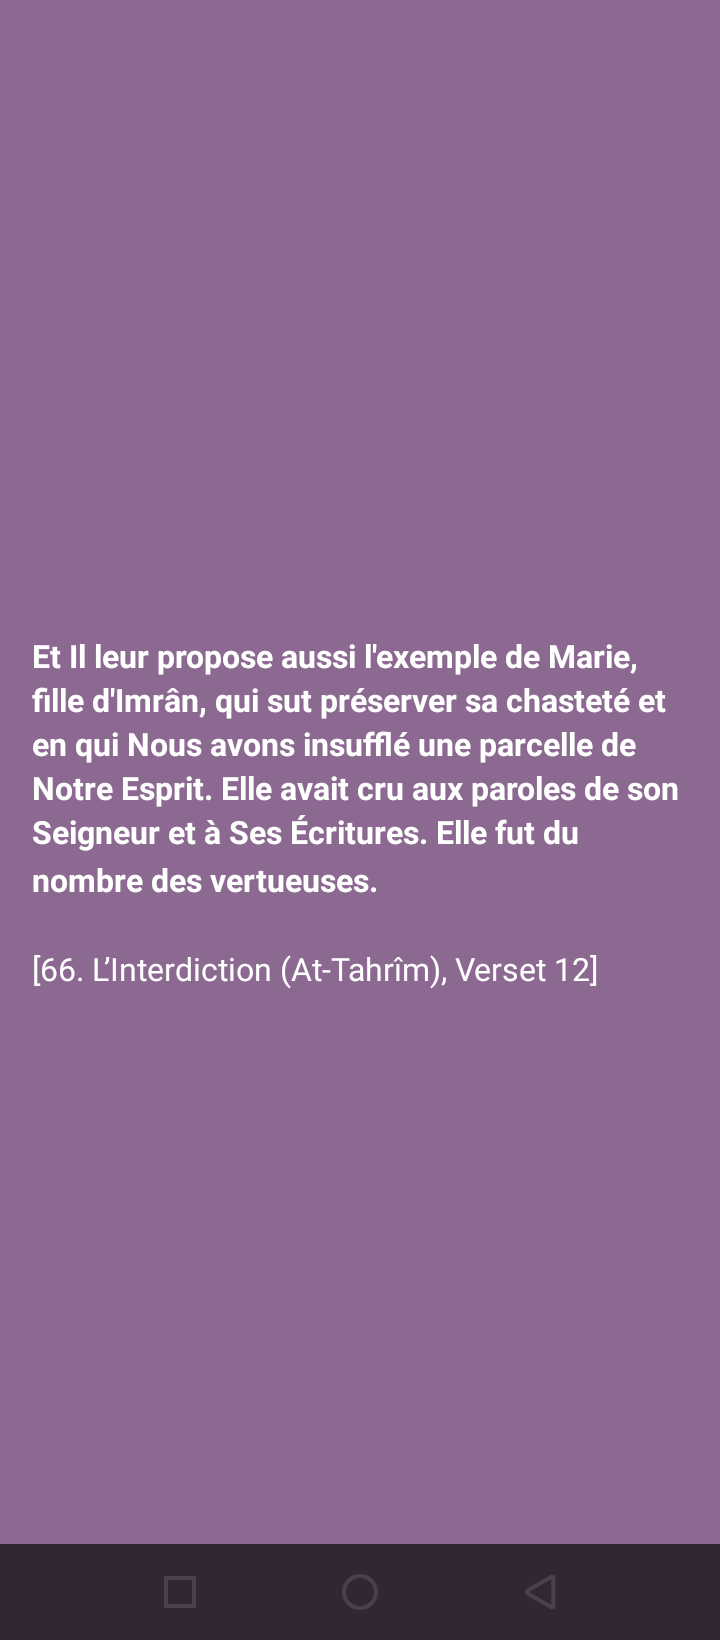 Et Il leur propose aussi l'exemple de Marie,
fille d'Imrân, qui sut préserver sa chasteté et
en qui Nous avons insufflé une parcelle de
Notre Esprit. Elle avait cru aux paroles de son
Seigneur et à Ses Écritures. Elle fut du
nombre des vertueuses.
[66. L’Interdiction (At-Tahrîm), Verset 12]